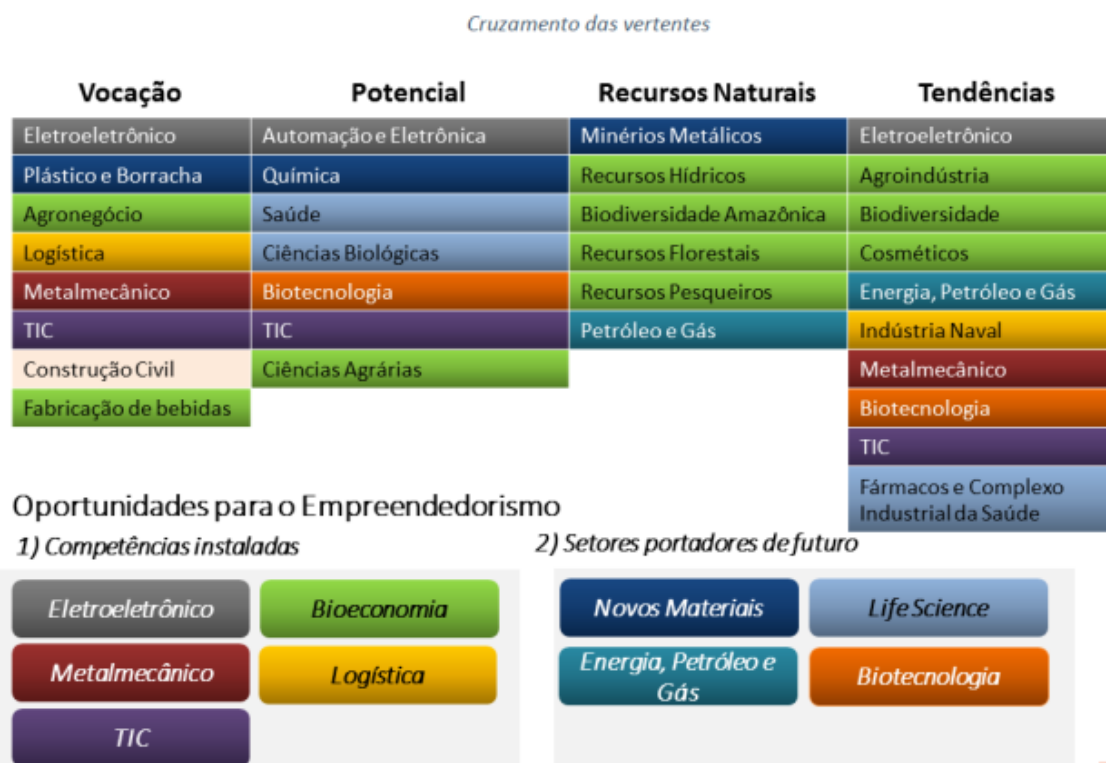 Cruzamento das vertentes
Vocação Potencial Recursos Naturais Tendências
Eletroeletrônico Automação e Eletrônica Minérios Metálicos Eletroeletrônico
Plástico e Borracha Química Recursos Hídricos Agroindústria
Agronegócio Saúde Biodiversidade Amazônica Biodiversidade
Logística Ciências Biológicas Recursos Florestais Cosméticos
Metalmecânico Biotecnologia Recursos Pesqueiros Energia, Petróleo e Gás
TIC TIC Petróleo e Gás Indústria Naval
Construção Civil Ciências Agrárias Metalmecânico
Fabricação de bebidas Biotecnologia
TIC
Fármacos e Complexo
Industrial da Saúde
Oportunidades para o Empreendedorismo
1) Competências instaladas 2) Setores portadores de futuro
Eletroeletrônico Bioeconomia Novos Materiais Life Science
Metalmecânico Logística Energia, Petróleo e
Gás Biotecnologia
TIC